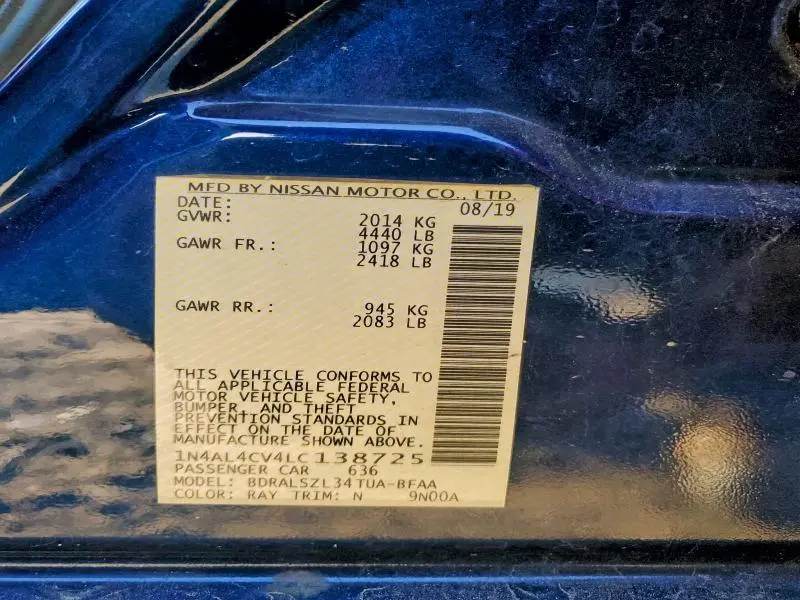 MFD BY NISSAN MOTOR CO., LTD.
DATE: 08/19
GVWR: 2014 KG
4440 LB
GAWR FR.: 1097 KG
2418 LB
GAWR RR.: 945 KG
2083 LB
THIS VEHICLE CONFORMS TO
ALL APPLICABLE FEDERAL
MOTOR VEHICLE SAFETY,
BUMPER, AND THEFT
PREVENTION STANDARDS IN
EFFECT ON THE DATE OF
MANUFACTURE SHOWN ABOVE.
1N4AL4CV4LC138725
PASSENGER CAR 636
MODEL: BDRALSZL34TUA-BFAA
COLOR: RAY TRIM: N 9N00A